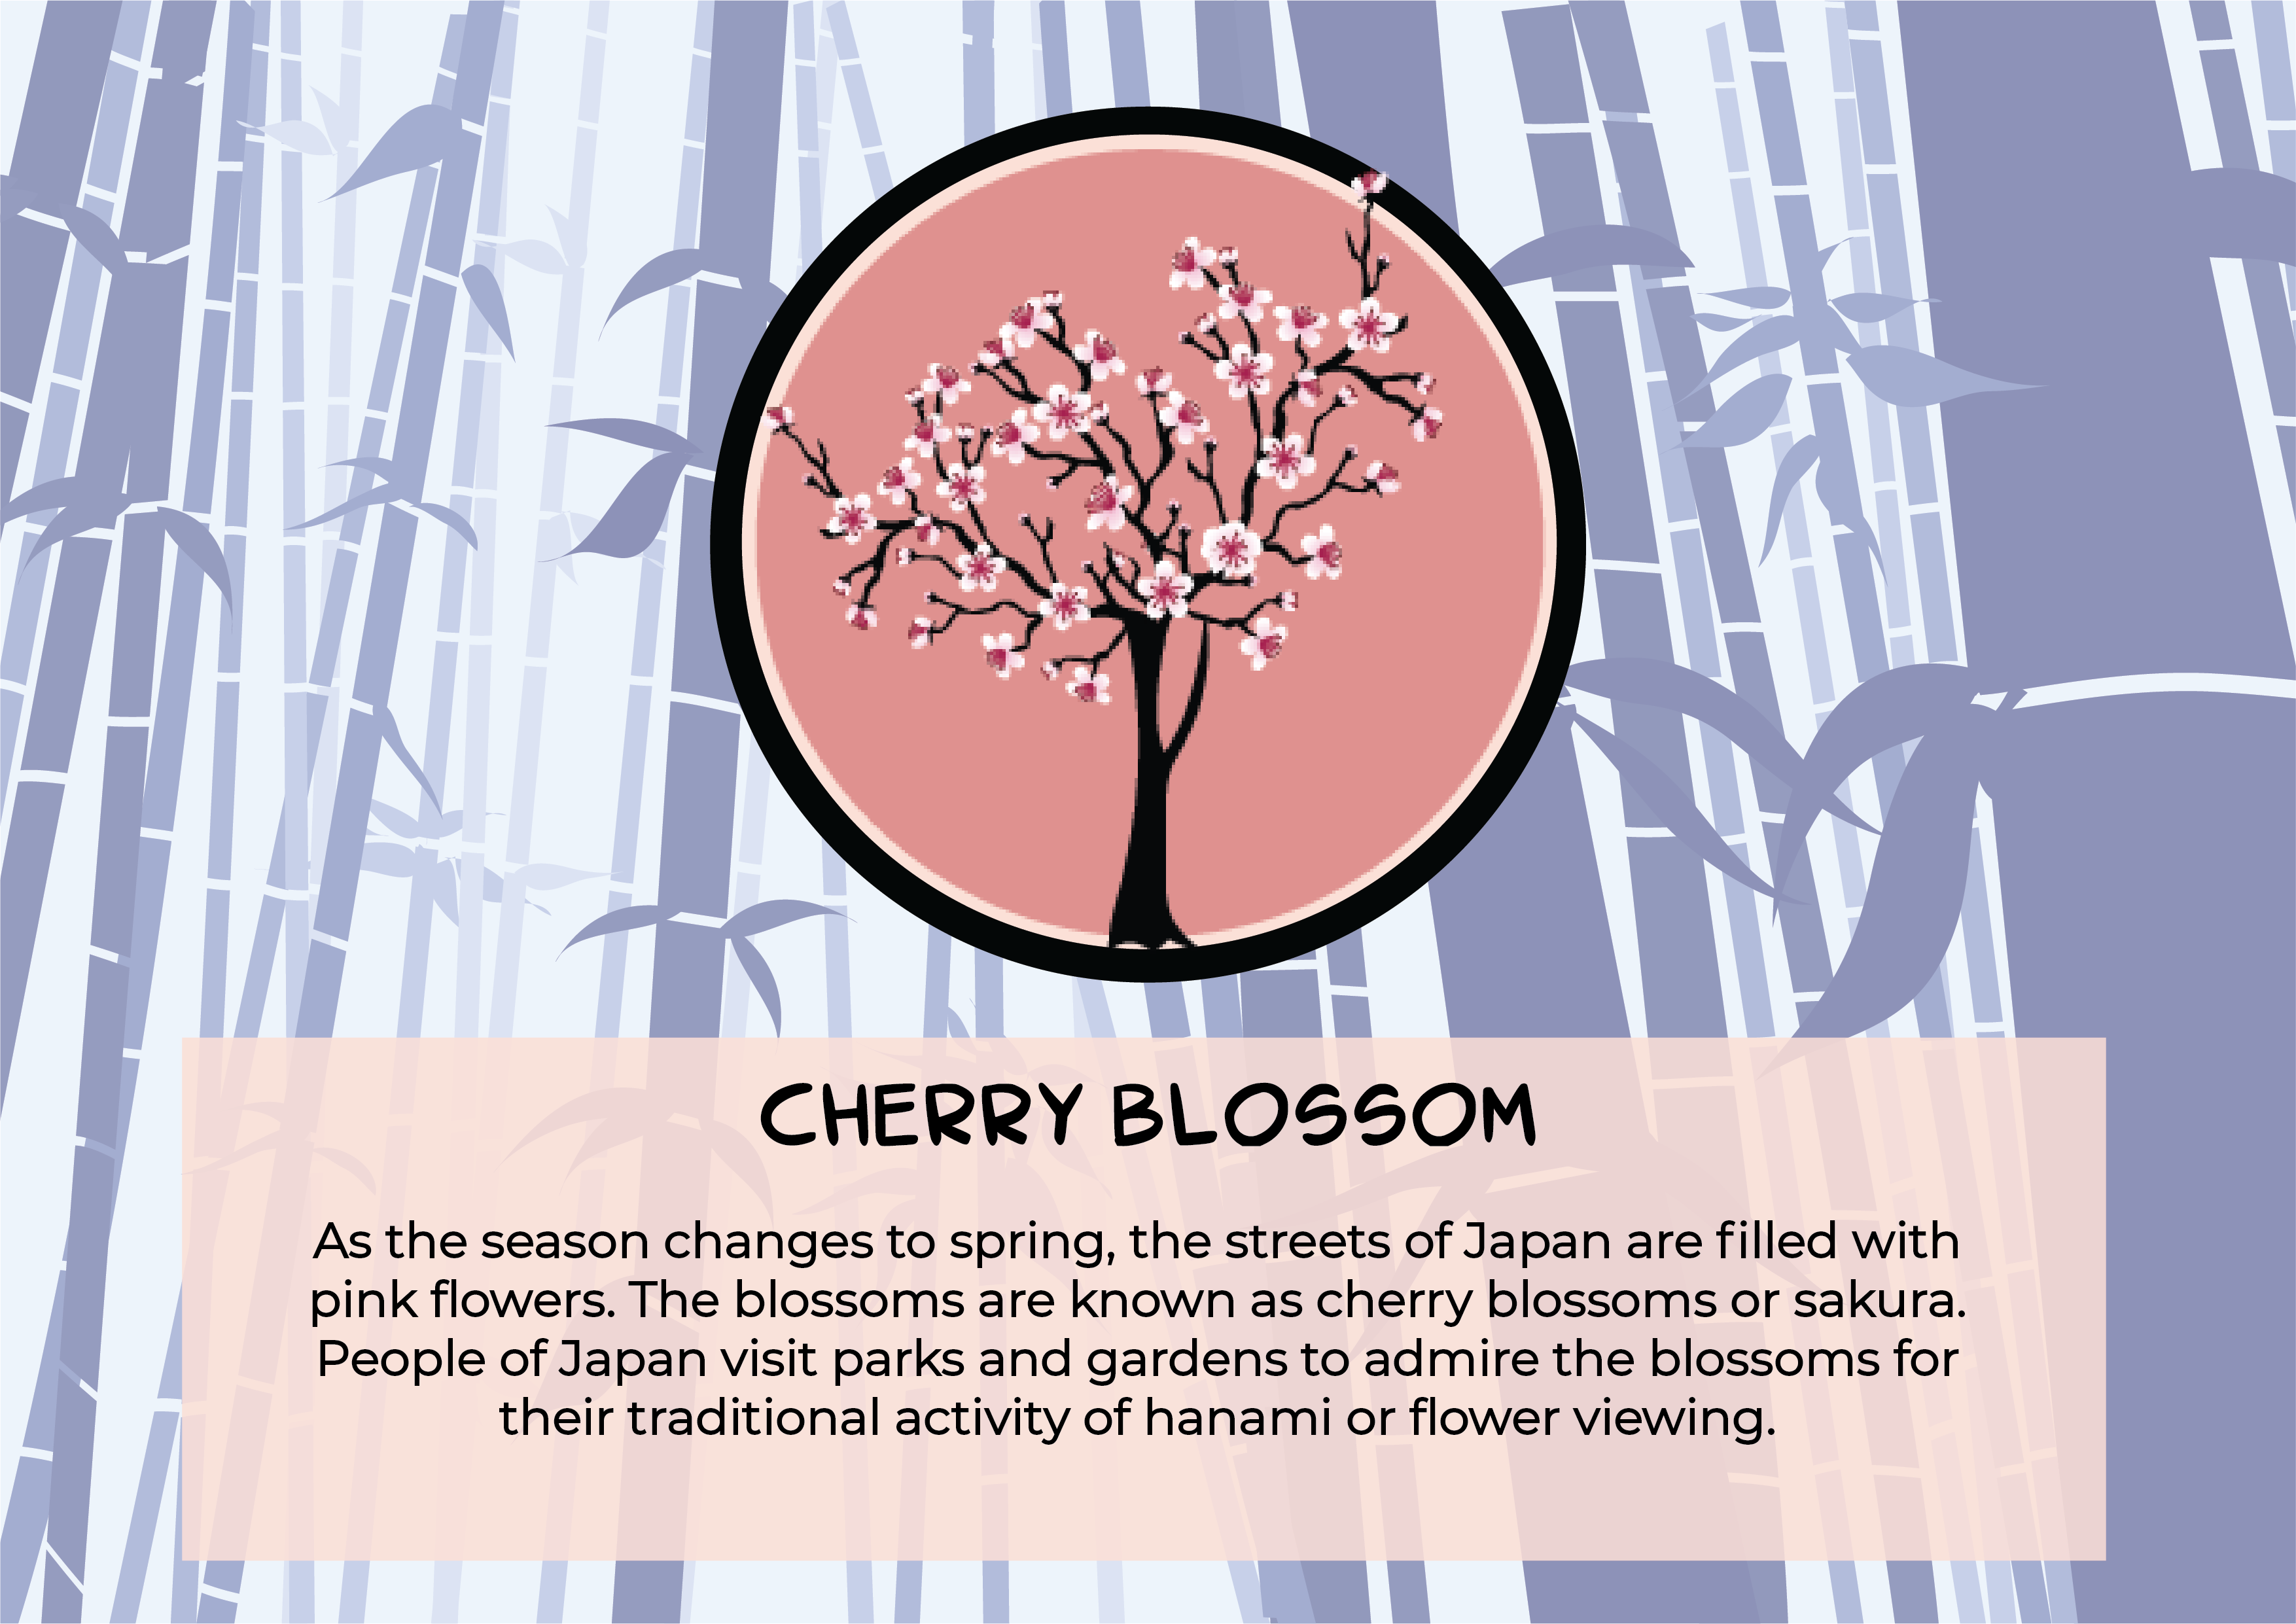 CHERRY BLOSSOM
As the season changes to spring, the streets of Japan are filled with
pink flowers. The blossoms are known as cherry blossoms or sakura.
People of Japan visit parks and gardens to admire the blossoms for
their traditional activity of hanami or flower viewing.